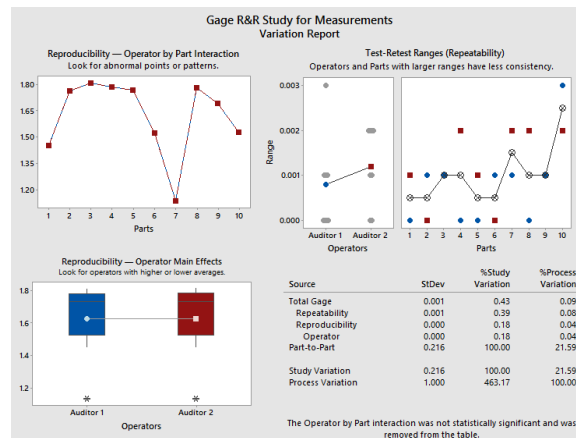 Gage R&R Study for Measurements
Variation Report
Reproducibility — Operator by Part Interaction
Look for abnormal points or patterns.
1.80
1.65
1.50
1.35
1.20
1 2 3 4 5 6 7 8 9 10
Parts
Test-Retest Ranges (Repeatability)
Operators and Parts with larger ranges have less consistency.
0.003
0.002
0.001
0.000
Range
Auditor 1 Auditor 2
Operators
1 2 3 4 5 6 7 8 9 10
Parts
Reproducibility — Operator Main Effects
Look for operators with higher or lower averages.
1.8
1.6
1.4
1.2
Auditor 1 Auditor 2
Operators
%Study %Process
Source StDev Variation Variation
Total Gage 0.001 0.43 0.09
Repeatability 0.001 0.39 0.08
Reproducibility 0.000 0.18 0.04
Operator 0.000 0.18 0.04
Part-to-Part 0.216 100.00 21.59
Study Variation 0.216 100.00 21.59
Process Variation 1.000 463.17 100.00
The Operator by Part interaction was not statistically significant and was
removed from the table.